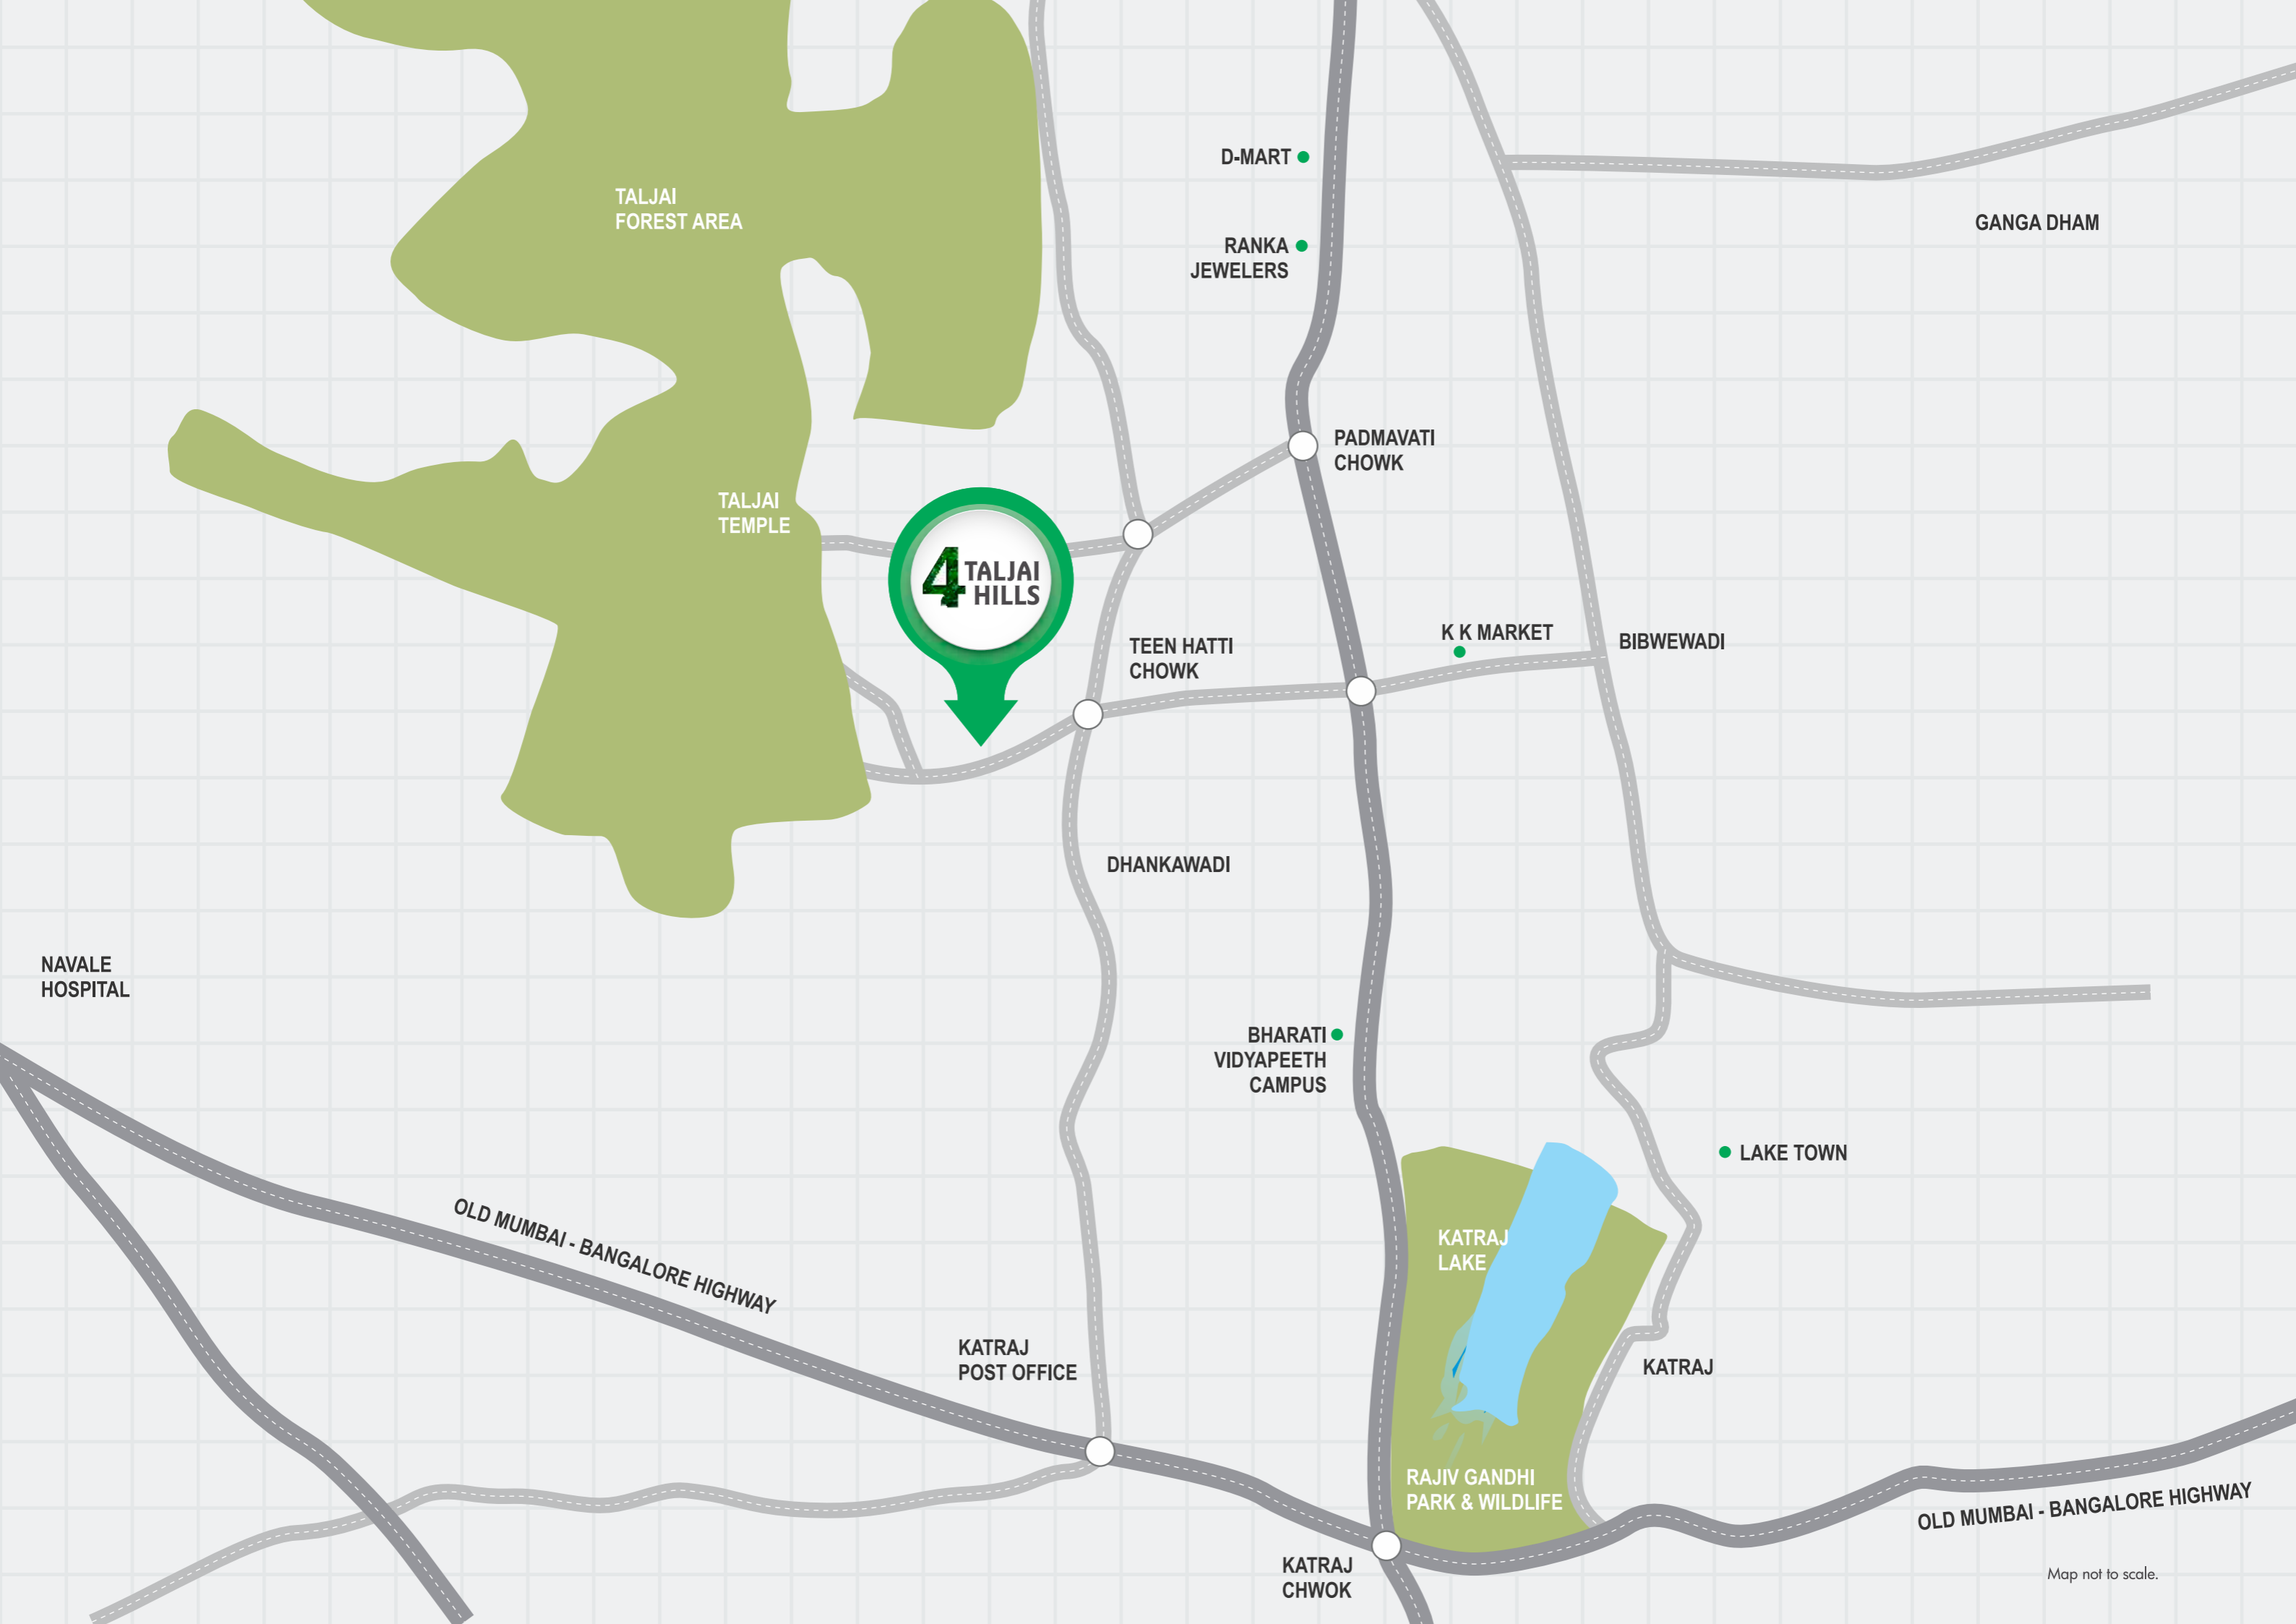 D-MART
TALJAI
FOREST AREA
GANGA DHAM
RANKA
JEWELERS
PADMAVATI
CHOWK
TALJAI
TEMPLE
4 TALJAI
HILLS
K K MARKET
BIBWEWADI
TEEN HATTI
CHOWK
DHANKAWADI
NAVALE
HOSPITAL
BHARATI
VIDYAPEETH
CAMPUS
LAKE TOWN
OLD MUMBAI - BANGALORE HIGHWAY
KATRAJ
LAKE
KATRAJ
POST OFFICE
KATRAJ
RAJIV GANDHI
PARK & WILDLIFE
OLD MUMBAI - BANGALORE HIGHWAY
KATRAJ
CHWOK
Map not to scale.